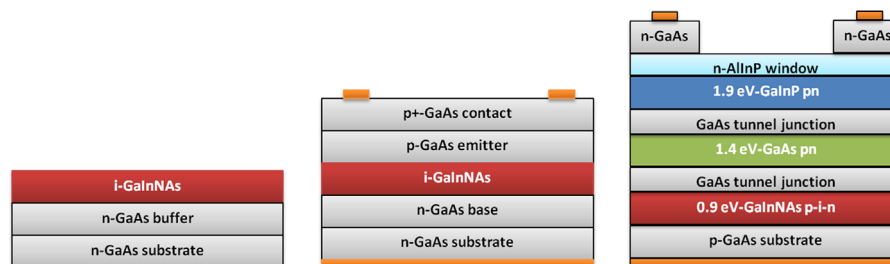 i-GaInNAs
n-GaAs buffer
n-GaAs substrate
p+-GaAs contact
p-GaAs emitter
i-GaInNAs
n-GaAs base
n-GaAs substrate
n-GaAs
n-GaAs
n-AlInP window
1.9 eV-GaInP pn
GaAs tunnel junction
1.4 eV-GaAs pn
GaAs tunnel junction
0.9 eV-GaInNAs p-i-n
p-GaAs substrate